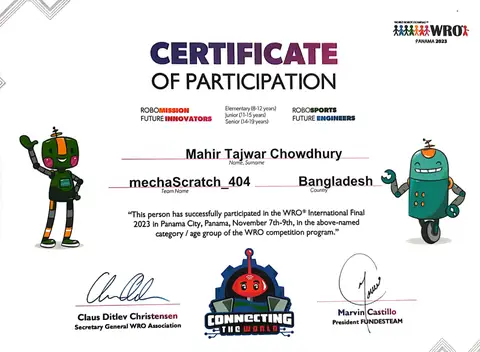 WORLD ROBOT OLYMPIAD™
WRO®
PANAMA 2023
CERTIFICATE
OF PARTICIPATION
ROBOMISSION
FUTURE INNOVATORS
Elementary (8-12 years)
Junior (11-15 years)
Senior (14-19 years)
ROBOSPORTS
FUTURE ENGINEERS
Mahir Tajwar Chowdhury
Name, Surname
mechaScratch_404
Bangladesh
Team Name
Country
"This person has successfully participated in the WRO® International Final
2023 in Panama City, Panama, November 7th-9th, in the above-named
category / age group of the WRO competition program."
CONNECTING
THE WORLD
Claus Ditlev Christensen
Secretary General WRO Association
Marvin Castillo
President FUNDESTEAM